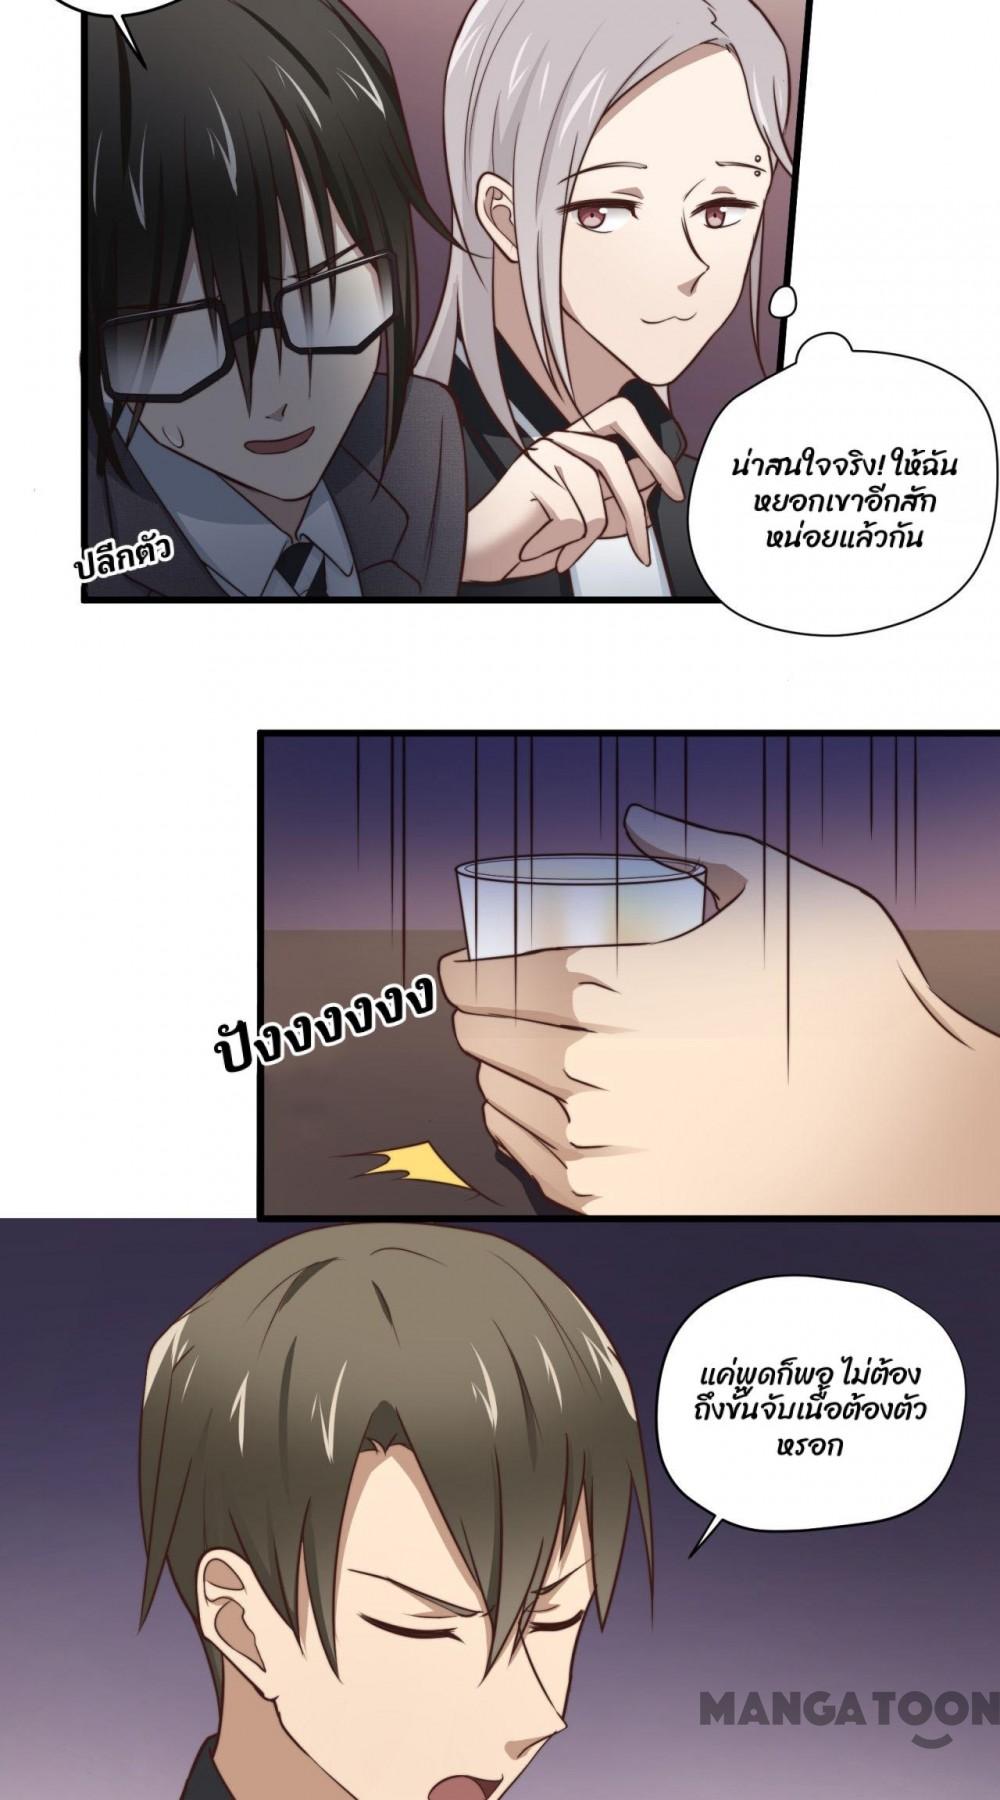 น่าสนใจจริง! ให้ฉัน
หยอกเขาอีกสัก
หน่อยแล้วกัน
ปลีกตัว
ปังงงงงง
แค่พูดก็พอ ไม่ต้อง
ถึงขั้นจับเนื้อต้องตัว
หรอก
MANGATOON